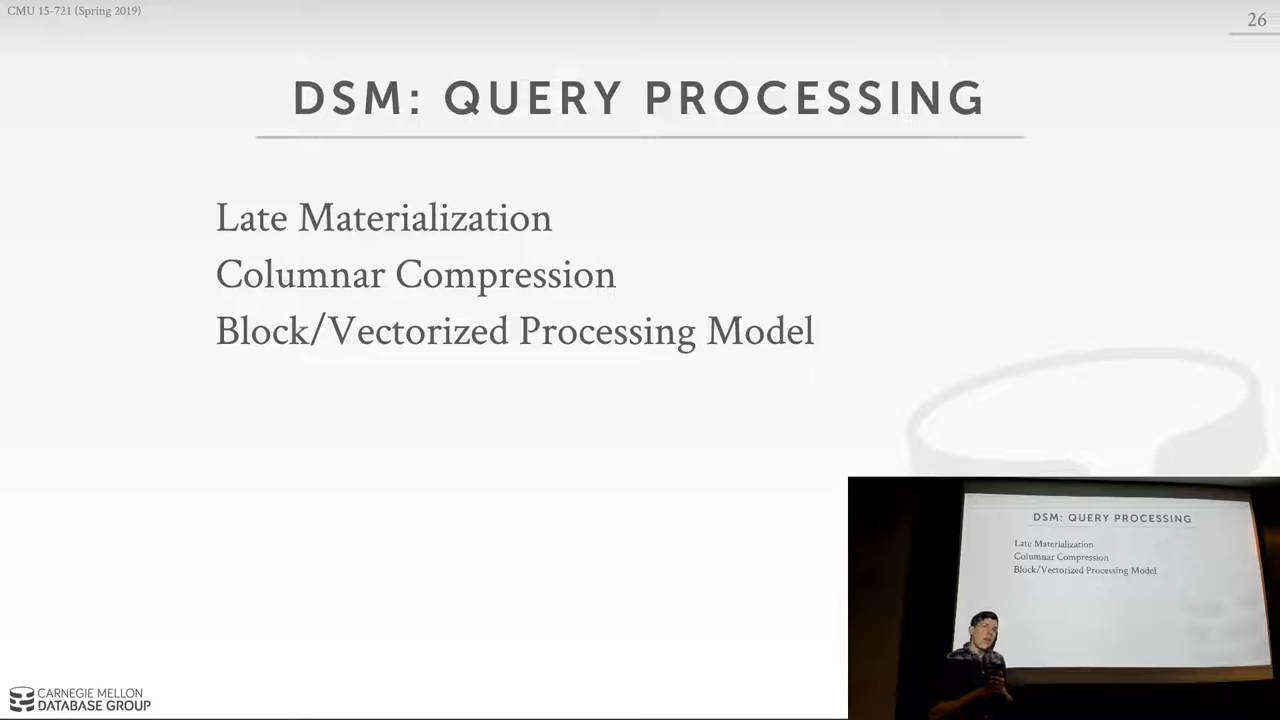 CMU 15-721 (Spring 2019)
26
DSM: QUERY PROCESSING
Late Materialization
Columnar Compression
Block/Vectorized Processing Model
DSM: QUERY PROCESSING
Late Materialization
Columnar Compression
Block/Vectorized Processing Model
CARNEGIE MELLON
DATABASE GROUP